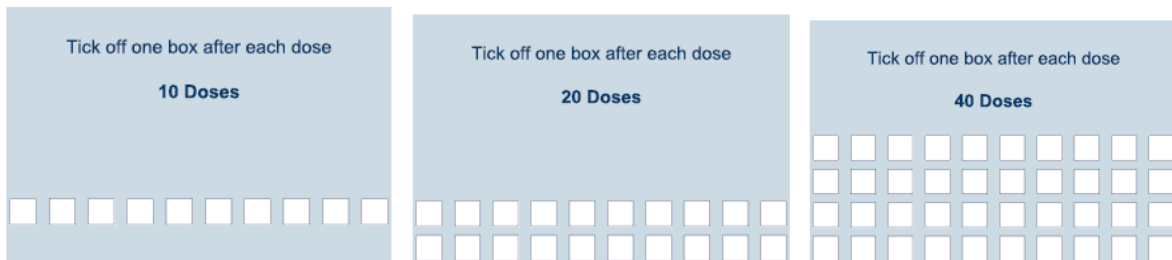 Tick off one box after each dose
10 Doses
Tick off one box after each dose
20 Doses
Tick off one box after each dose
40 Doses